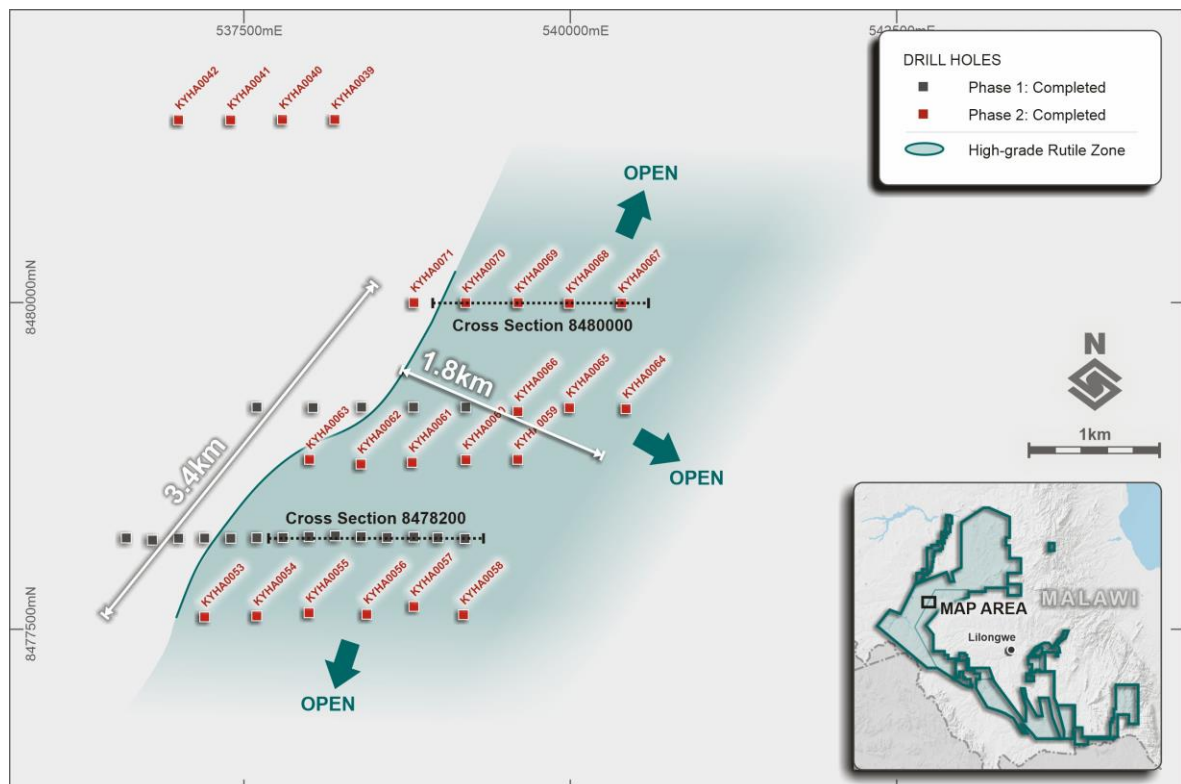 537500mE
540000mE
DRILL HOLES
Phase 1: Completed
Phase 2: Completed
High-grade Rutile Zone
KYHA0042
KYHA0041
KYHA0040
KYHA0039
OPEN
8480000mN
KYHA0071
KYHA0070
KYHA0069
KYHA0068
KYHA0067
Cross Section 8480000
N
1km
1.8km
3.4km
KYHA0066
KYHA0065
KYHA0064
KYHA0063
KYHA0062
KYHA0061
KYHA0059
OPEN
Cross Section 8478200
KYHA0053
KYHA0054
KYHA0055
KYHA0056
KYHA0057
KYHA0058
8477500mN
OPEN
MAP AREA
MALAWI
Lilongwe